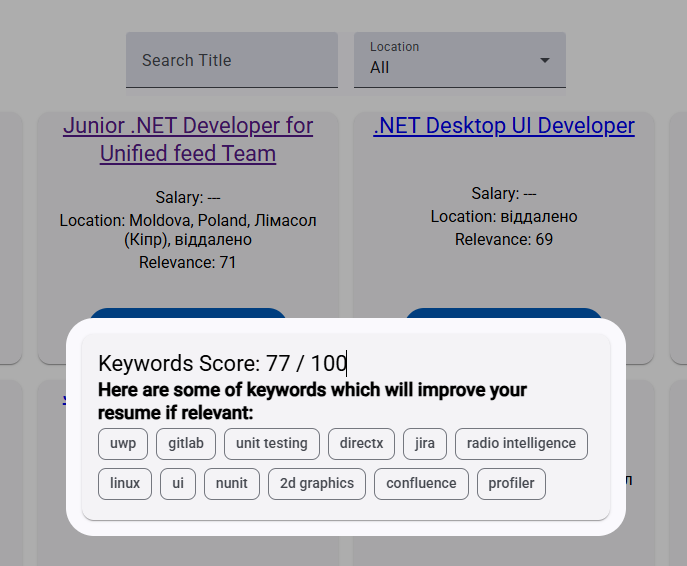 Search Title
Location
All
Junior .NET Developer for
Unified feed Team
Salary: ---
Location: Moldova, Poland, Лімасол
(Кіпр), віддалено
Relevance: 71
.NET Desktop UI Developer
Salary: ---
Location: віддалено
Relevance: 69
Keywords Score: 77 / 100
Here are some of keywords which will improve your
resume if relevant:
uwp gitlab unit testing directx jira radio intelligence
linux ui nunit 2d graphics confluence profiler